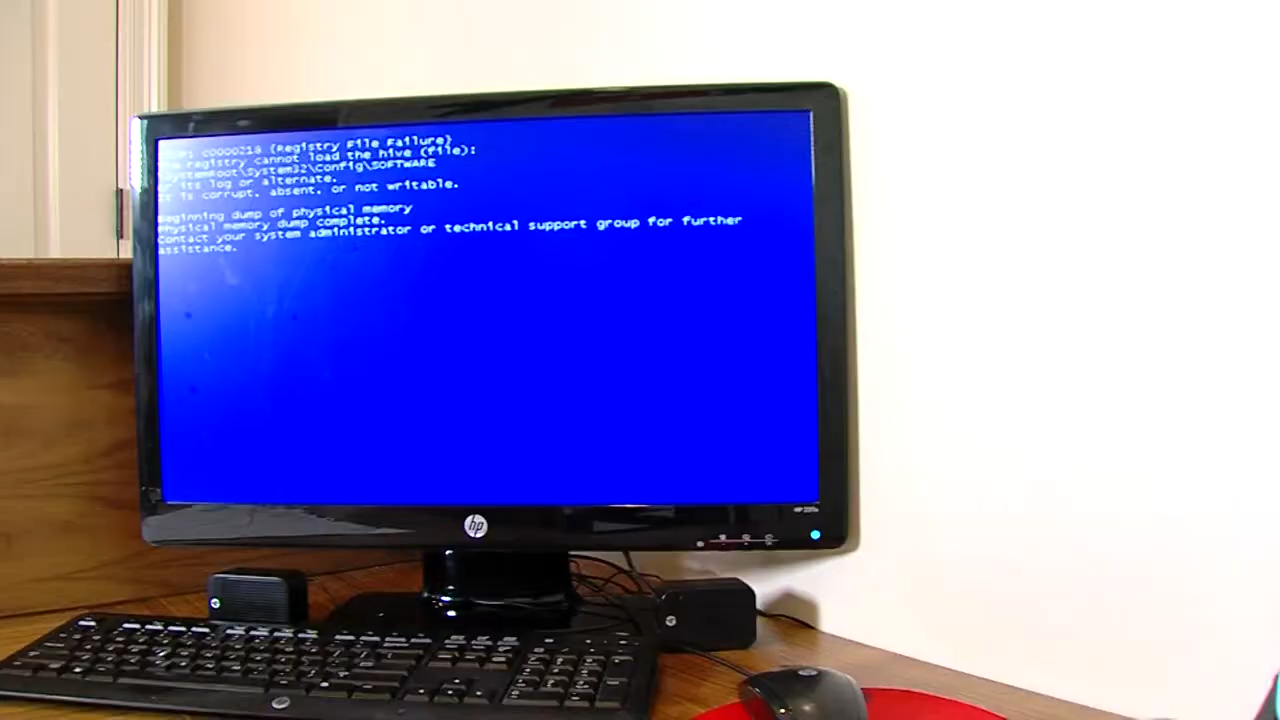 c0000218 {Registry File Failure}
The registry cannot load the hive (file):
\SystemRoot\System32\Config\SOFTWARE
or its log or alternate.
It is corrupt, absent, or not writable.
Beginning dump of physical memory
Physical memory dump complete.
Contact your system administrator or technical support group for further
assistance.
hp